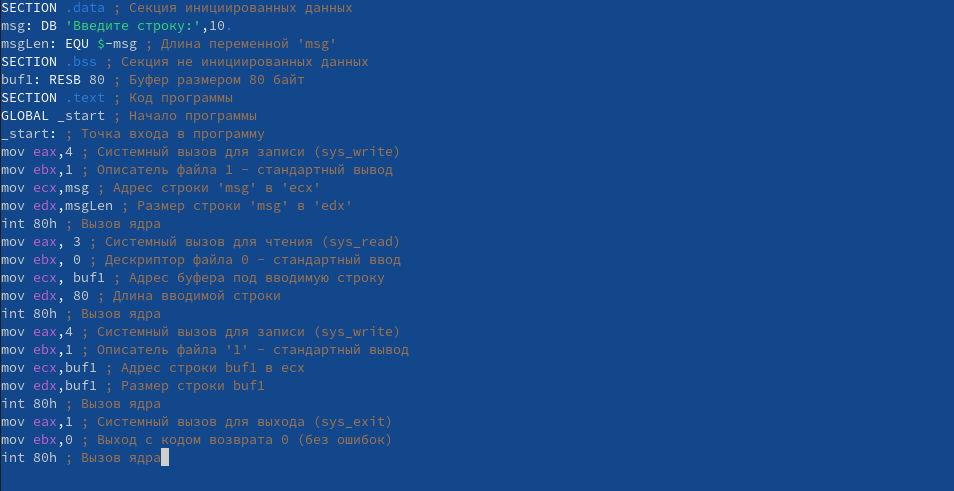 SECTION .data ; Секция инициированных данных
msg: DB 'Введите строку:',10.
msgLen: EQU $-msg ; Длина переменной 'msg'
SECTION .bss ; Секция не инициированных данных
buf1: RESB 80 ; Буфер размером 80 байт
SECTION .text ; Код программы
GLOBAL _start ; Начало программы
_start: ; Точка входа в программу
mov eax,4 ; Системный вызов для записи (sys_write)
mov ebx,1 ; Описатель файла 1 - стандартный вывод
mov ecx,msg ; Адрес строки 'msg' в 'ecx'
mov edx,msgLen ; Размер строки 'msg' в 'edx'
int 80h ; Вызов ядра
mov eax, 3 ; Системный вызов для чтения (sys_read)
mov ebx, 0 ; Дескриптор файла 0 - стандартный ввод
mov ecx, buf1 ; Адрес буфера под вводимую строку
mov edx, 80 ; Длина вводимой строки
int 80h ; Вызов ядра
mov eax,4 ; Системный вызов для записи (sys_write)
mov ebx,1 ; Описатель файла '1' - стандартный вывод
mov ecx,buf1 ; Адрес строки buf1 в ecx
mov edx,buf1 ; Размер строки buf1
int 80h ; Вызов ядра
mov eax,1 ; Системный вызов для выхода (sys_exit)
mov ebx,0 ; Выход с кодом возврата 0 (без ошибок)
int 80h ; Вызов ядра